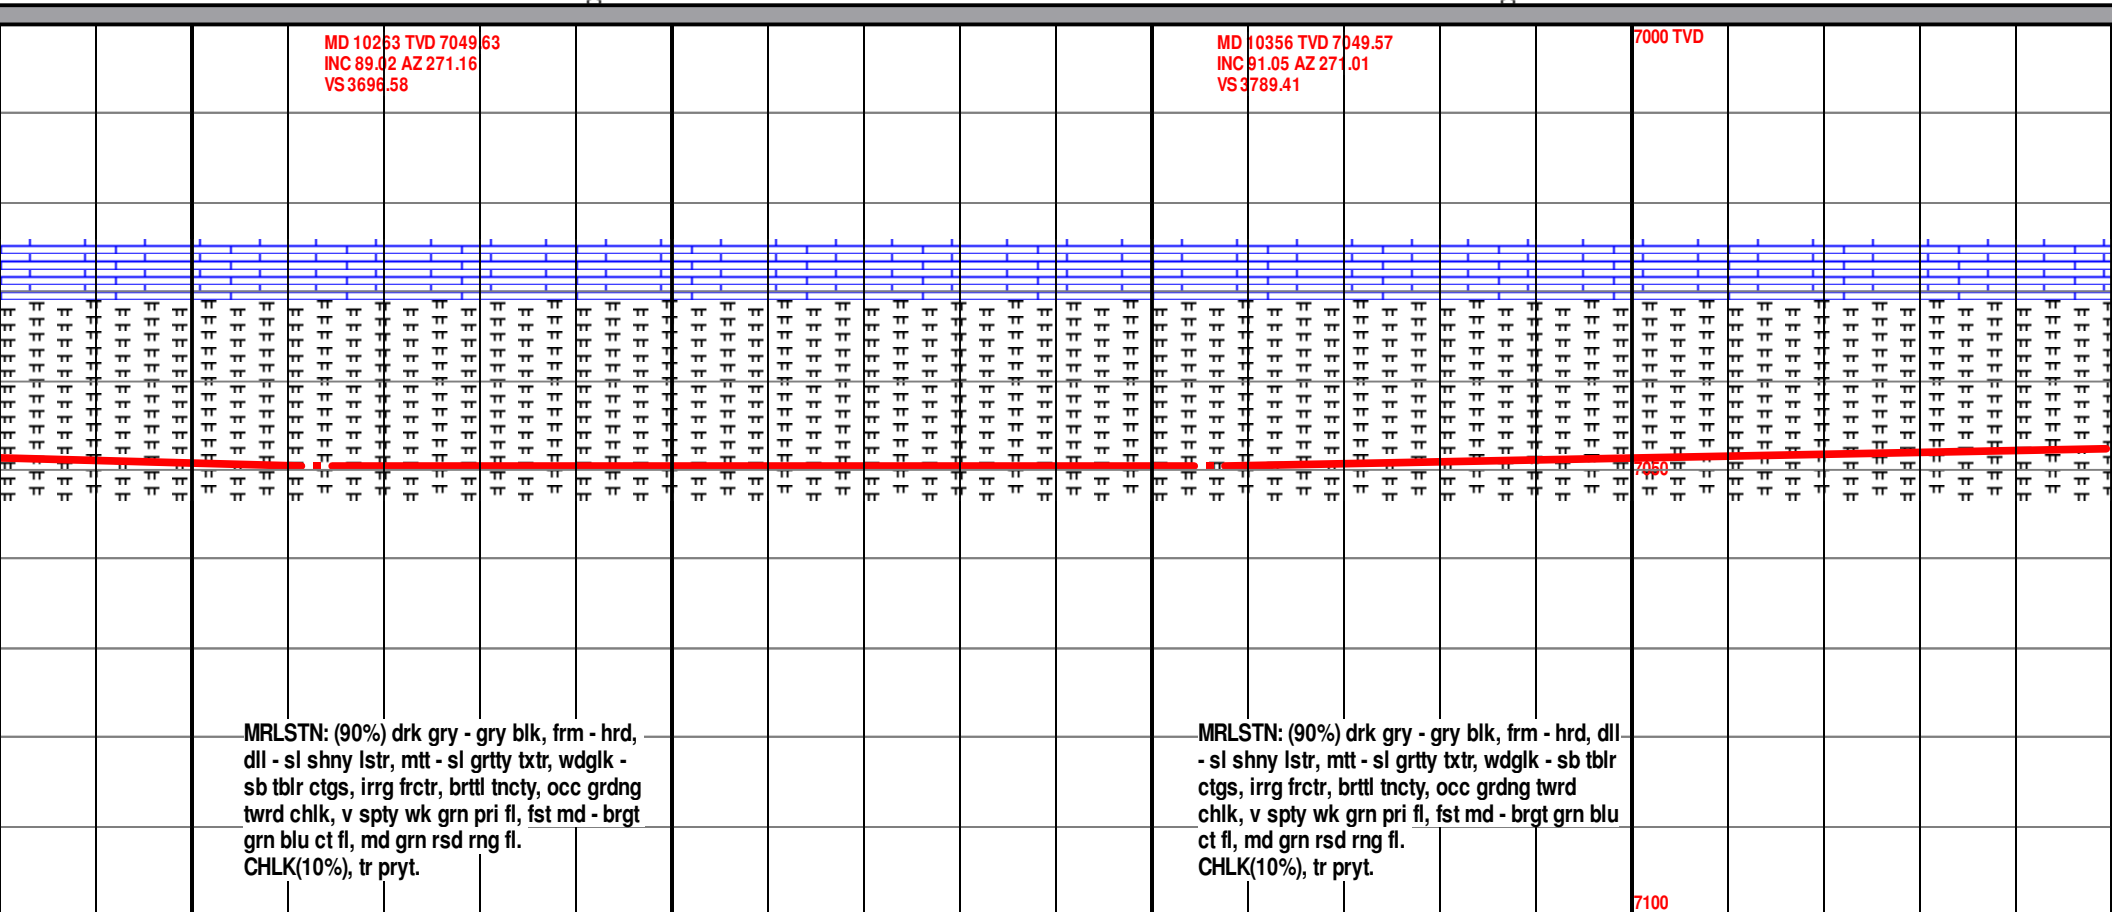 MD 10263 TVD 7049.63
INC 89.02 AZ 271.16
VS 3696.58
MD 10356 TVD 7049.57
INC 91.05 AZ 271.01
VS 3789.41
7000 TVD
7050
MRLSTN: (90%) drk gry - gry blk, frm - hrd,
dll - sl shny lstr, mtt - sl grtty txtr, wdglk -
sb tblr ctgs, irrg frctr, brttl tncty, occ grdng
twrd chlk, v spty wk grn pri fl, fst md - brgt
grn blu ct fl, md grn rsd rng fl.
CHLK(10%), tr pryt.
MRLSTN: (90%) drk gry - gry blk, frm - hrd, dll
- sl shny lstr, mtt - sl grtty txtr, wdglk - sb tblr
ctgs, irrg frctr, brttl tncty, occ grdng twrd
chlk, v spty wk grn pri fl, fst md - brgt grn blu
ct fl, md grn rsd rng fl.
CHLK(10%), tr pryt.
7100